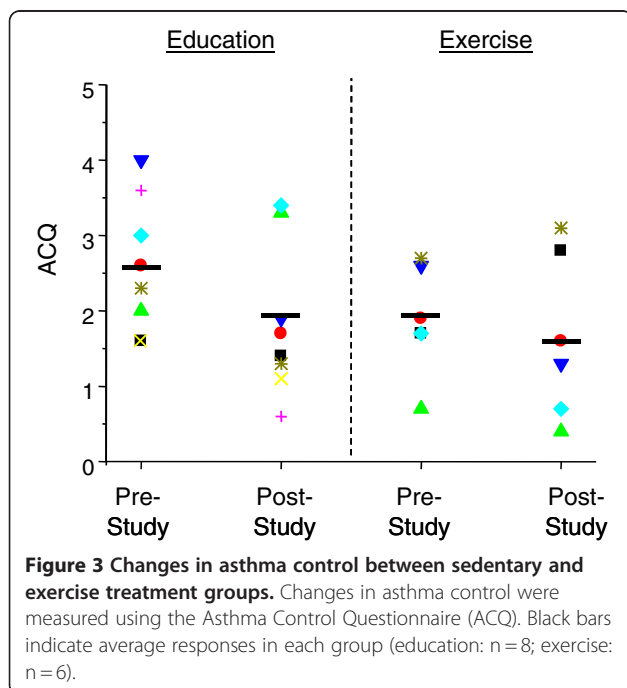 Education Exercise
5
4
3
2
1
0
ACQ
Pre- Post- Pre- Post-
Study Study Study Study
Figure 3 Changes in asthma control between sedentary and
exercise treatment groups. Changes in asthma control were
measured using the Asthma Control Questionnaire (ACQ). Black bars
indicate average responses in each group (education: n = 8; exercise:
n = 6).